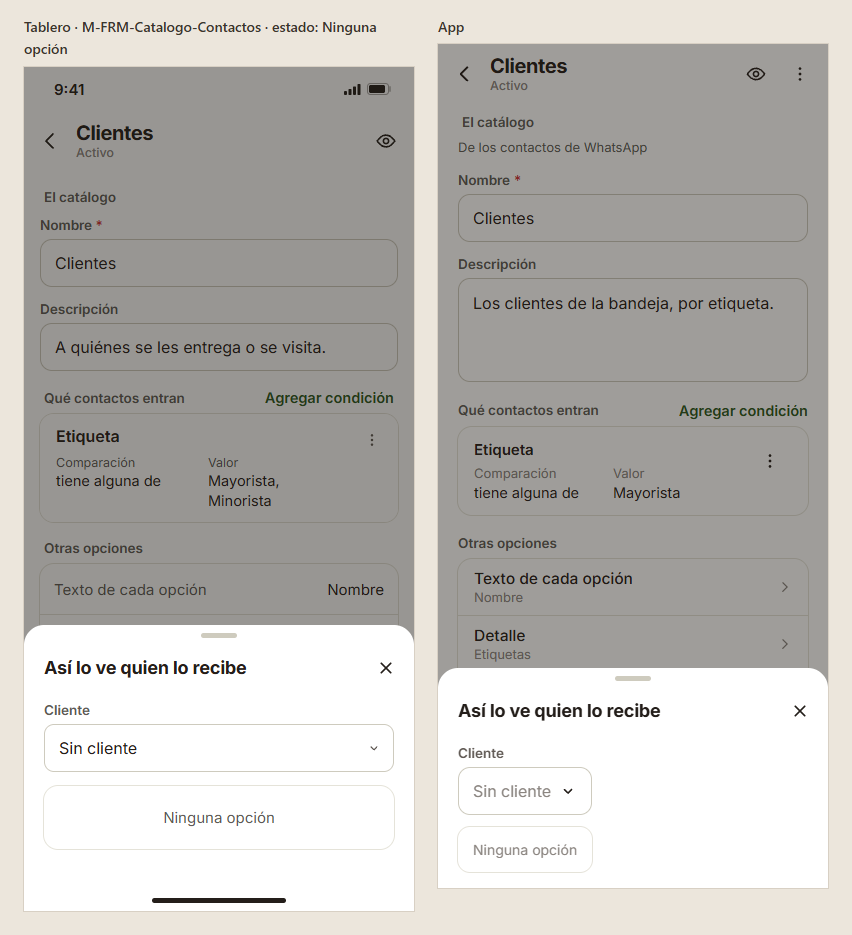 Tablero · M-FRM-Catalogo-Contactos · estado: Ninguna
opción
9:41
Clientes
Activo
El catálogo
Nombre *
Clientes
Descripción
A quiénes se les entrega o se visita.
Qué contactos entran
Agregar condición
Etiqueta
Comparación
Valor
tiene alguna de
Mayorista,
Minorista
Otras opciones
Texto de cada opción
Nombre
Así lo ve quien lo recibe
Cliente
Sin cliente
Ninguna opción
App
Clientes
Activo
El catálogo
De los contactos de WhatsApp
Nombre *
Clientes
Descripción
Los clientes de la bandeja, por etiqueta.
Qué contactos entran
Agregar condición
Etiqueta
Comparación
Valor
tiene alguna de
Mayorista
Otras opciones
Texto de cada opción
Nombre
Detalle
Etiquetas
Así lo ve quien lo recibe
Cliente
Sin cliente
Ninguna opción